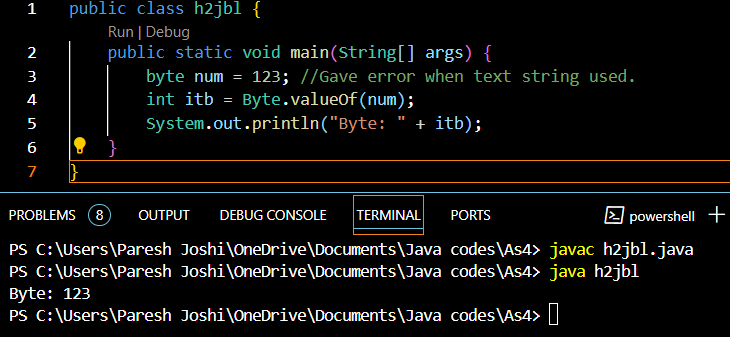 1 public class h2jbl {
Run | Debug
2 public static void main(String[] args) {
3 byte num = 123; //Gave error when text string used.
4 int itb = Byte.valueOf(num);
5 System.out.println("Byte: " + itb);
6 }
7 }
PROBLEMS 8 OUTPUT DEBUG CONSOLE TERMINAL PORTS powershell +
PS C:\Users\Paresh Joshi\OneDrive\Documents\Java codes\As4> javac h2jbl.java
PS C:\Users\Paresh Joshi\OneDrive\Documents\Java codes\As4> java h2jbl
Byte: 123
PS C:\Users\Paresh Joshi\OneDrive\Documents\Java codes\As4>